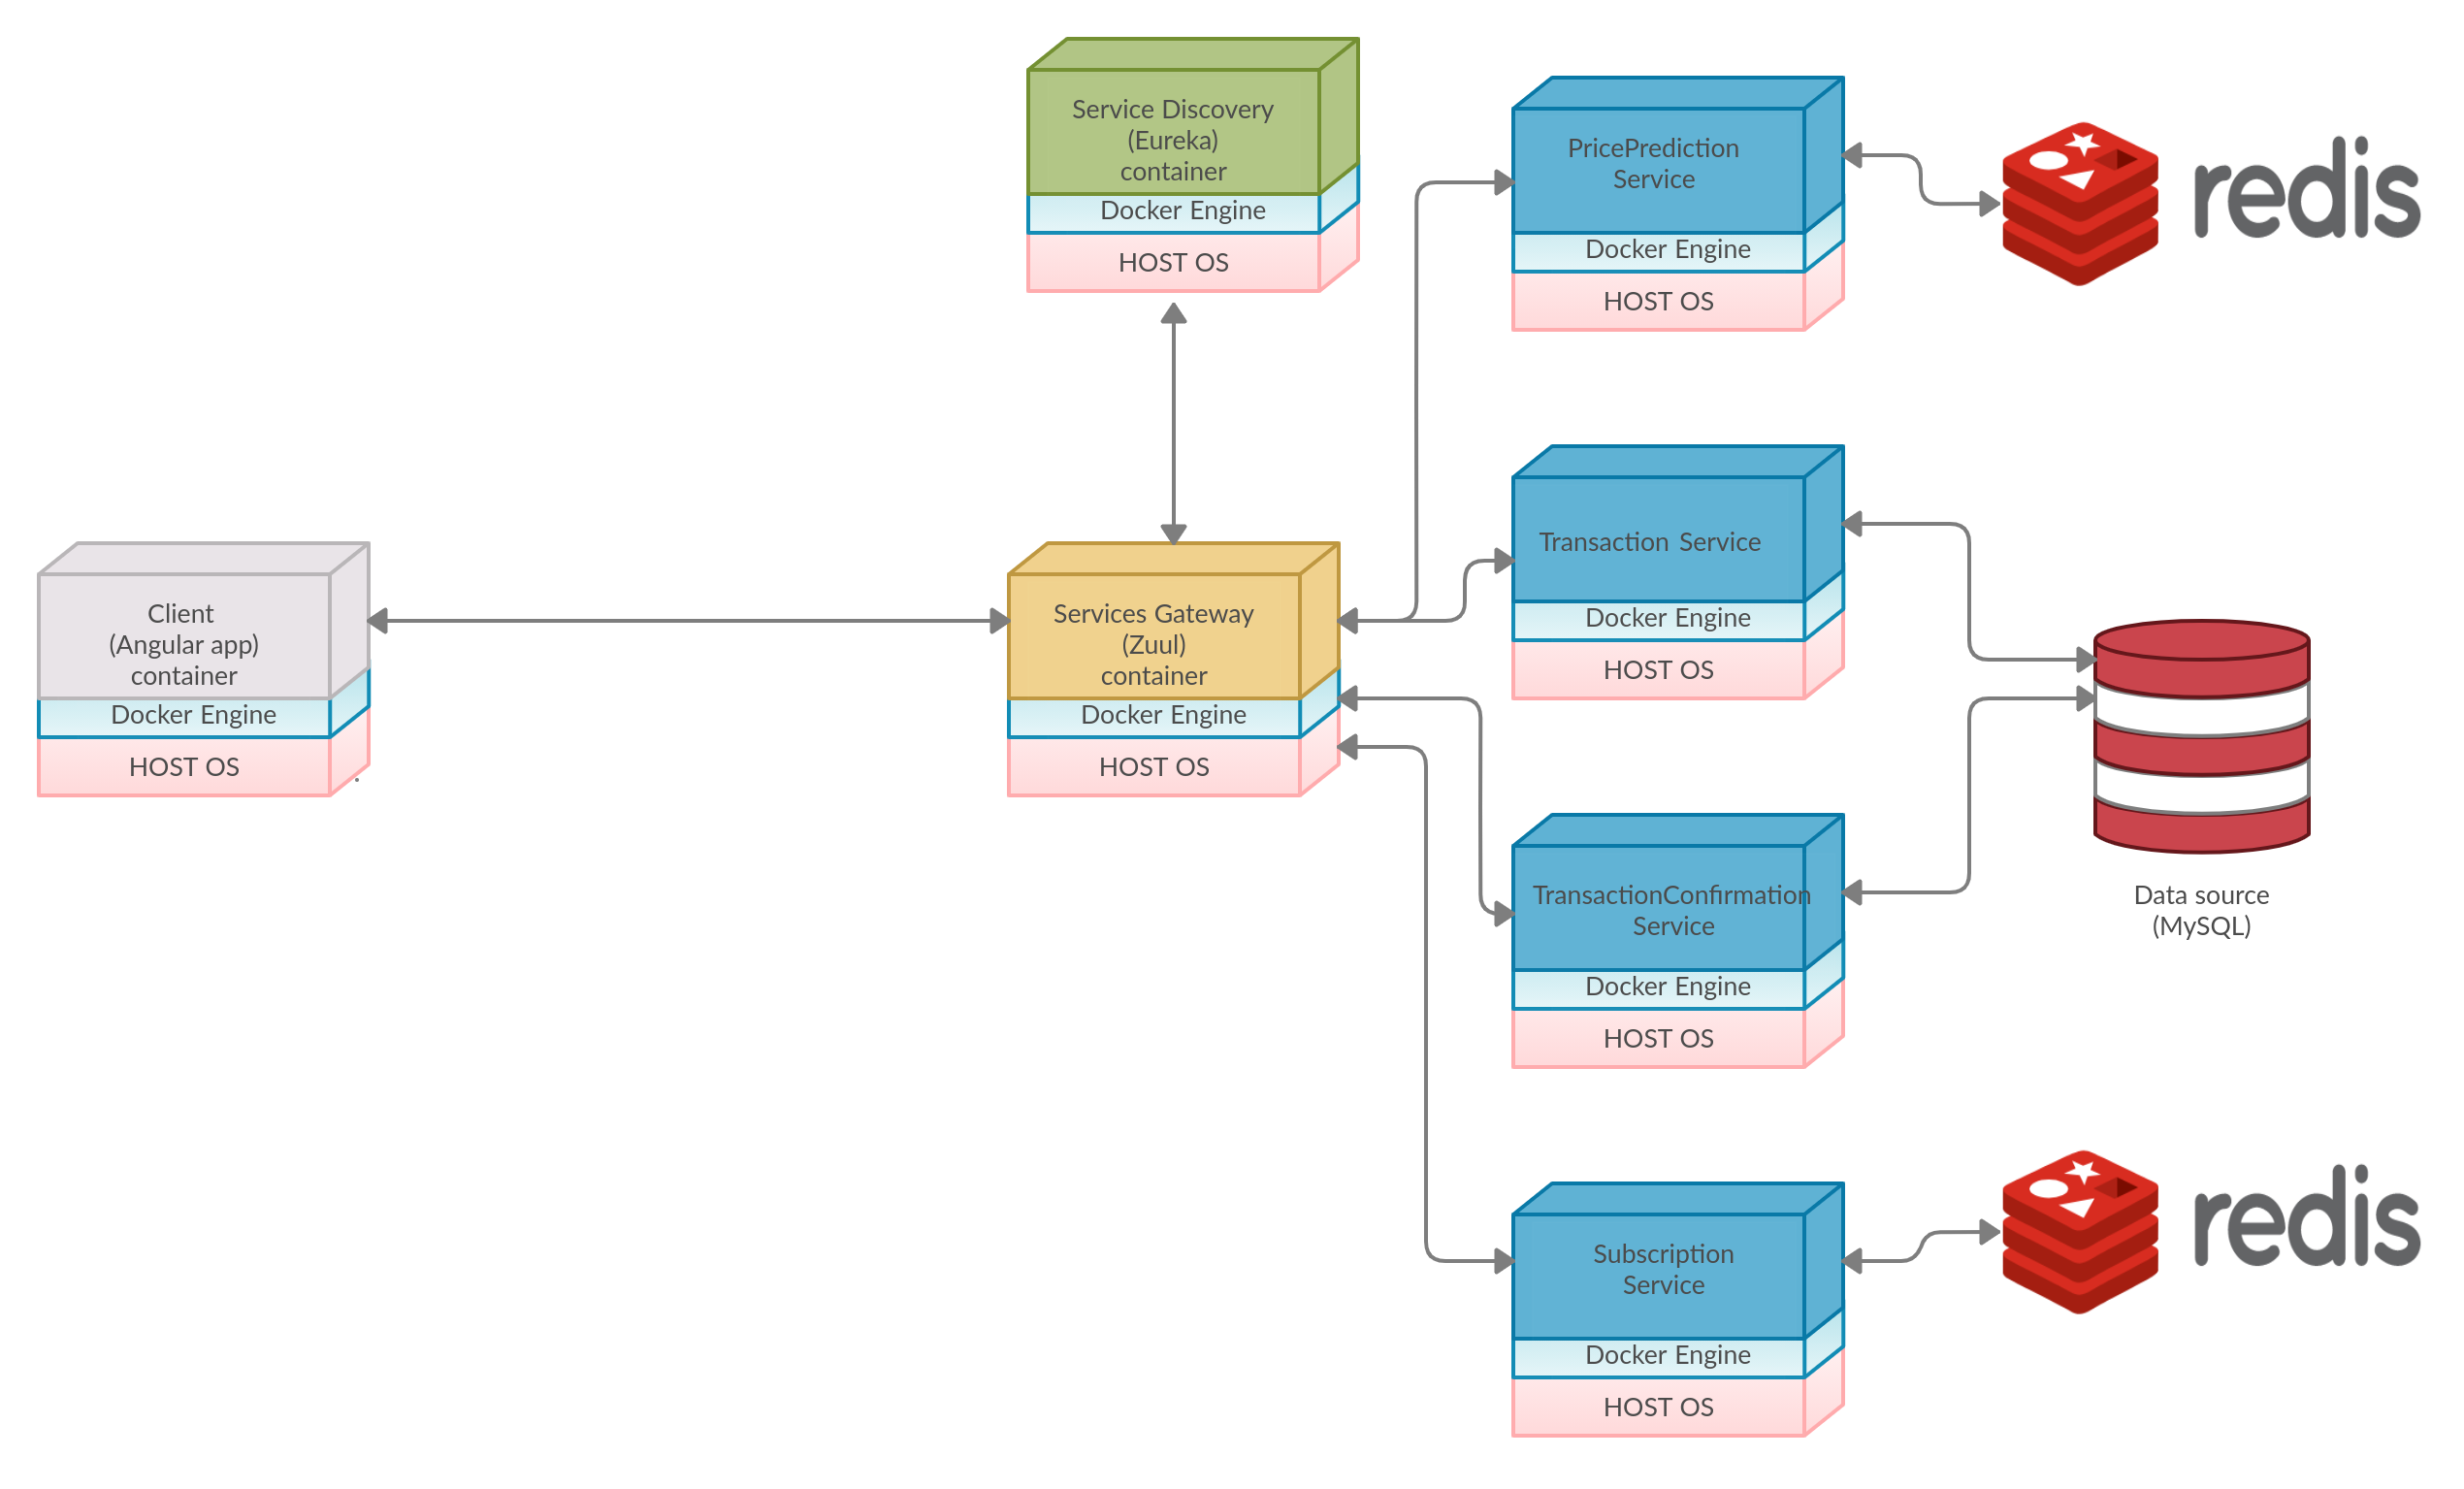 Service Discovery
(Eureka)
container
Docker Engine
HOST OS
PricePrediction
Service
Docker Engine
HOST OS
redis
Client
(Angular app)
container
Docker Engine
HOST OS
Services Gateway
(Zuul)
container
Docker Engine
HOST OS
Transaction Service
Docker Engine
HOST OS
TransactionConfirmation
Service
Docker Engine
HOST OS
Data source
(MySQL)
Subscription
Service
Docker Engine
HOST OS
redis